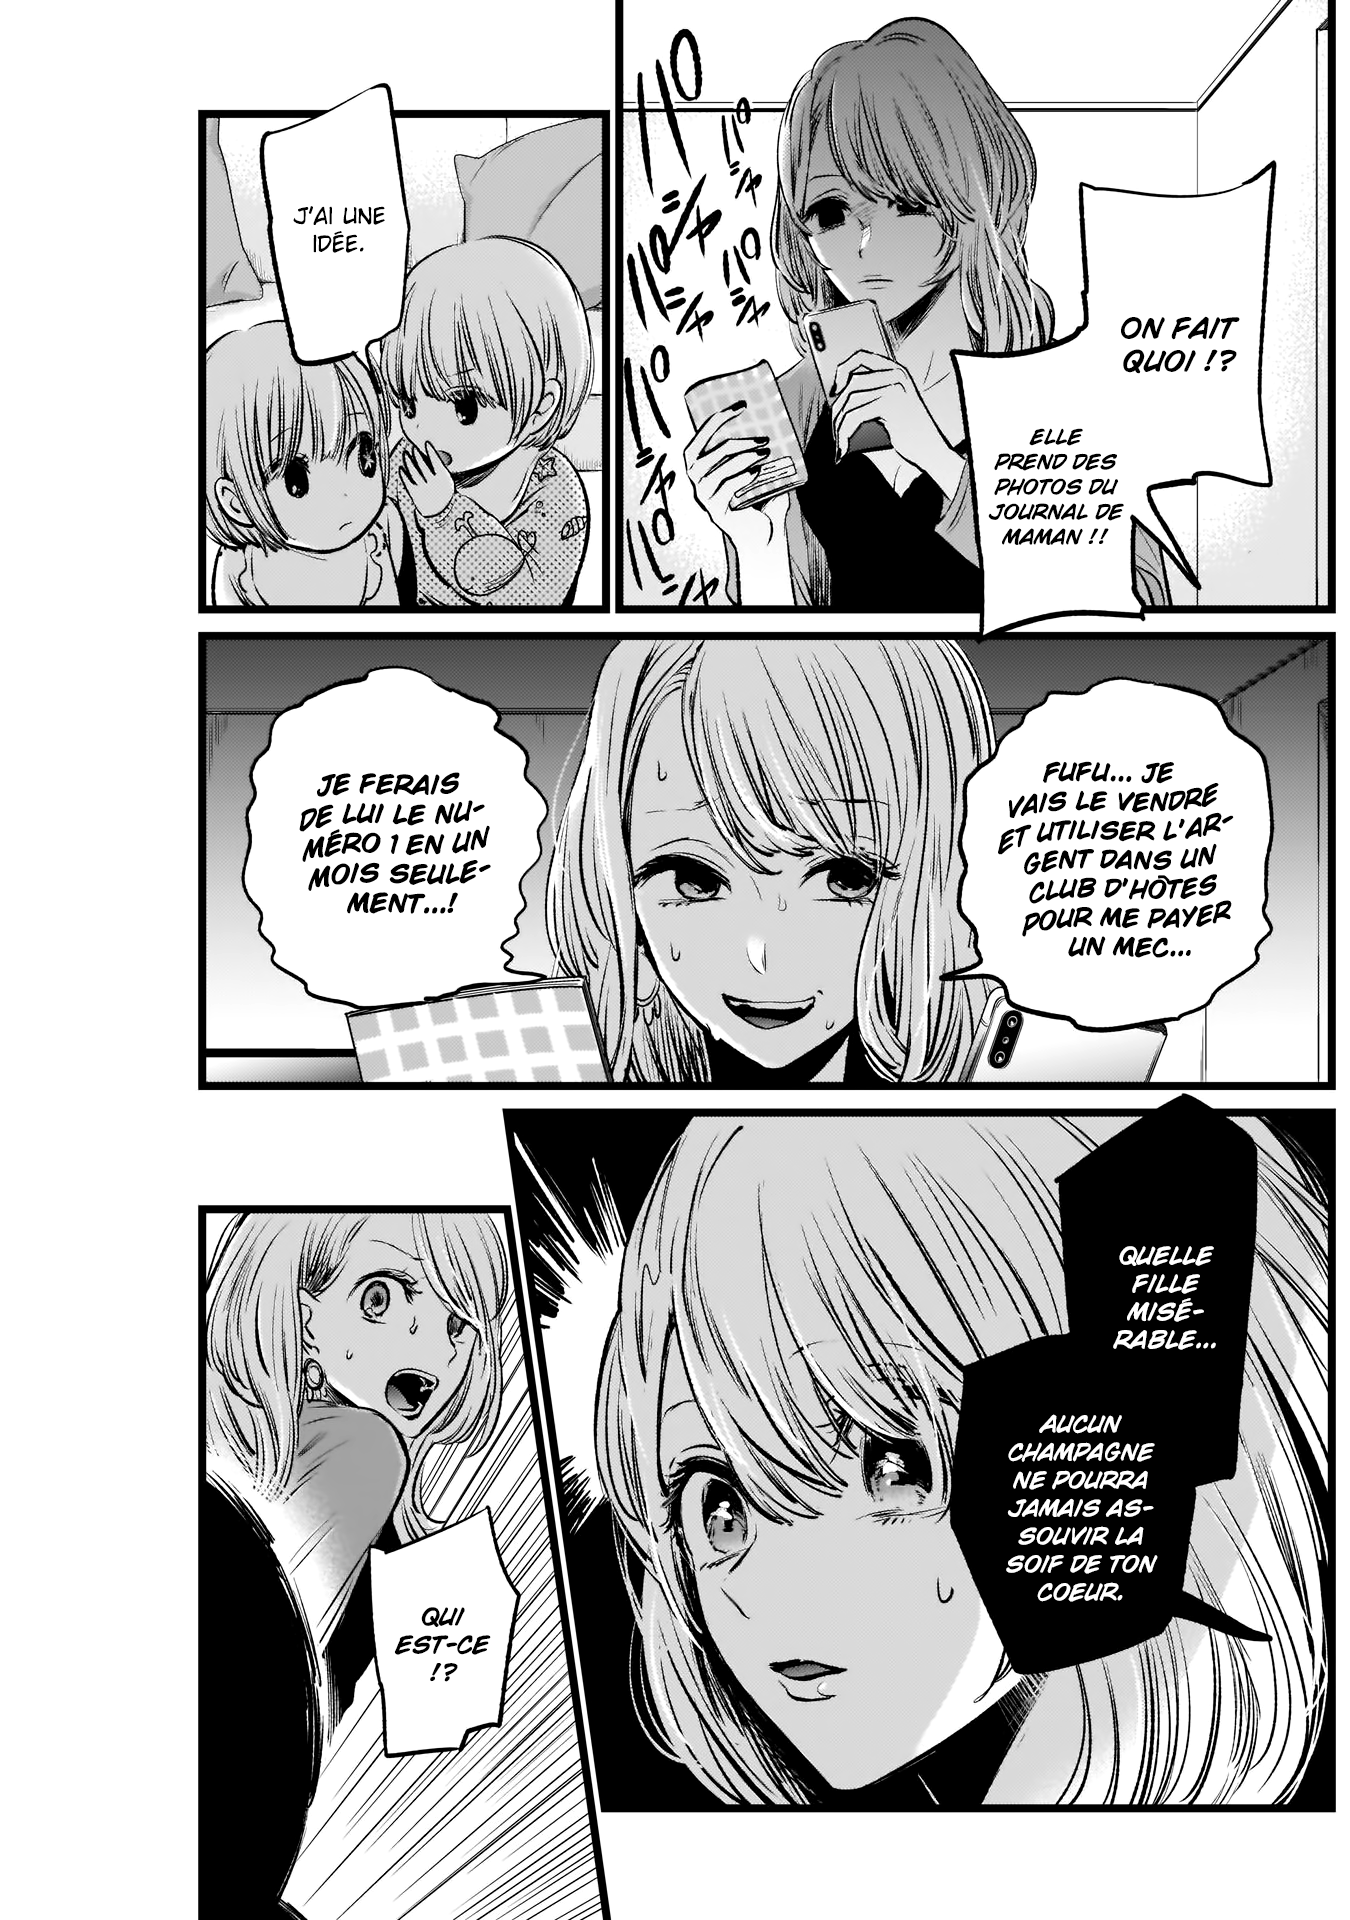 パシャ
パシャ
パシャ
パシャ
パシャ
パシャ
ON FAIT
QUOI !?
ELLE
PREND DES
PHOTOS DU
JOURNAL DE
MAMAN !!
J'AI UNE
IDÉE.
FUFU... JE
VAIS LE VENDRE
ET UTILISER L'AR-
GENT DANS UN
CLUB D'HÔTES
POUR ME PAYER
UN MEC...
JE FERAIS
DE LUI LE NU-
MÉRO 1 EN UN
MOIS SEULE-
MENT...!
QUELLE
FILLE
MISÉ-
RABLE...
AUCUN
CHAMPAGNE
NE POURRA
JAMAIS AS-
SOUVIR LA
SOIF DE TON
COEUR.
QUI
EST-CE
!?